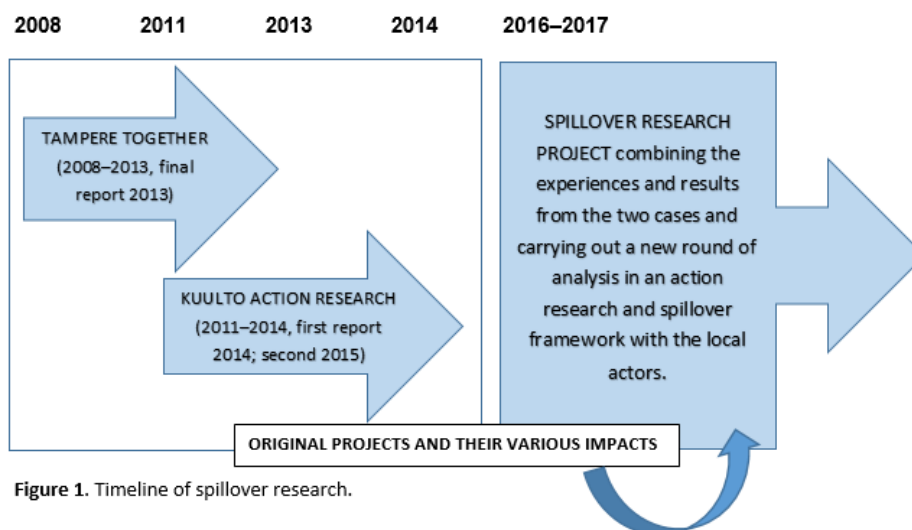 2008 2011 2013 2014 2016–2017
TAMPERE TOGETHER
(2008–2013, final
report 2013)
KUULTO ACTION RESEARCH
(2011–2014, first report
2014; second 2015)
SPILLOVER RESEARCH
PROJECT combining the
experiences and results
from the two cases and
carrying out a new round of
analysis in an action
research and spillover
framework with the local
actors.
ORIGINAL PROJECTS AND THEIR VARIOUS IMPACTS
Figure 1. Timeline of spillover research.